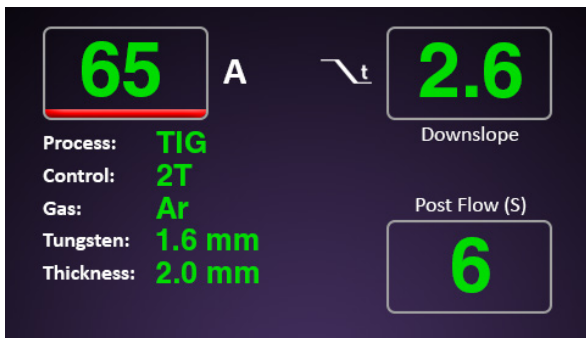 65 A
t 2.6
Downslope
Process: TIG
Control: 2T
Gas: Ar
Tungsten: 1.6 mm
Thickness: 2.0 mm
Post Flow (S)
6